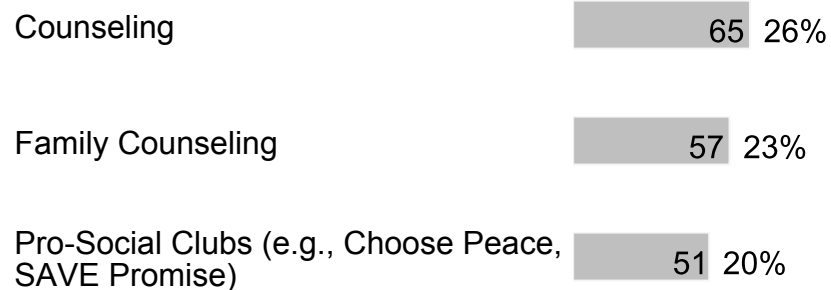 Counseling 65 26%
Family Counseling 57 23%
Pro-Social Clubs (e.g., Choose Peace,
SAVE Promise) 51 20%